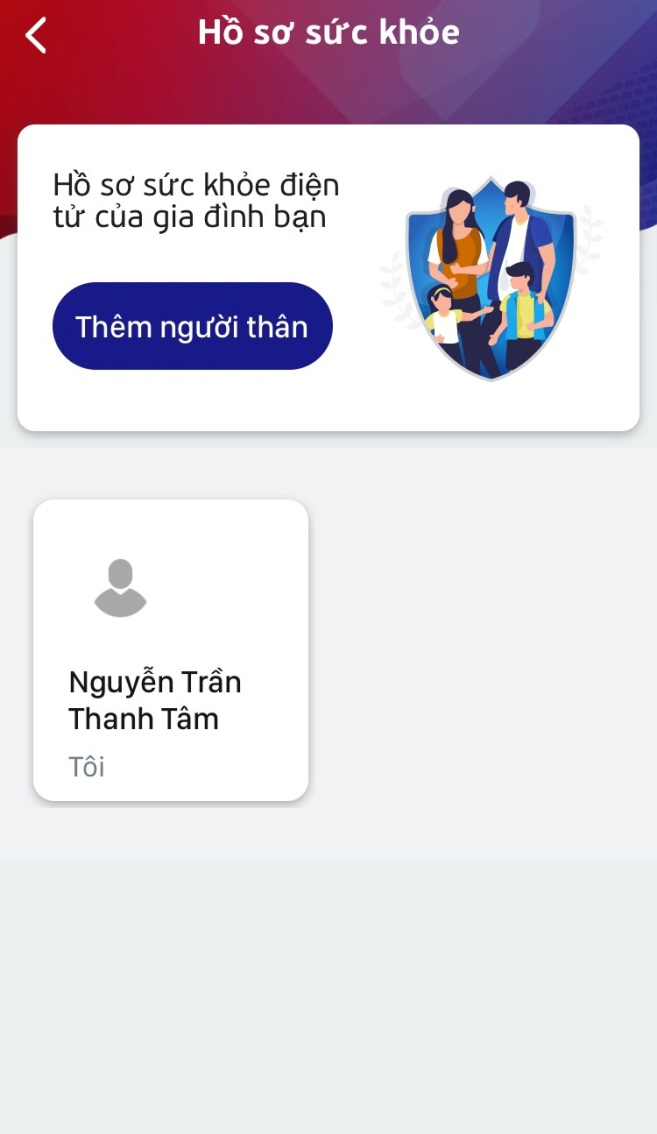 Hồ sơ sức khỏe
Hồ sơ sức khỏe điện
tử của gia đình bạn
Thêm người thân
Nguyễn Trần
Thanh Tâm
Tôi